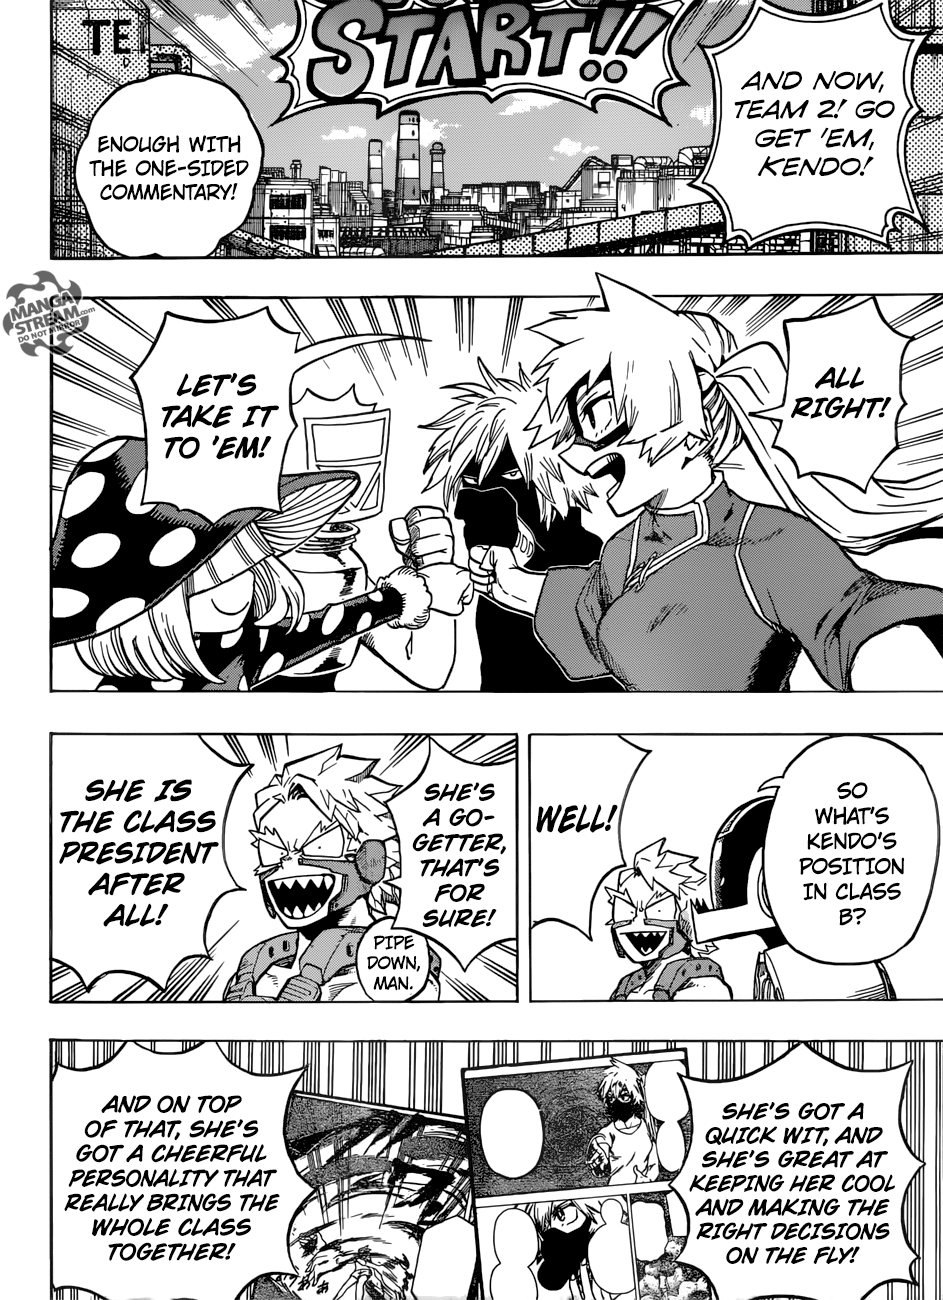 START!!
TE
AND NOW,
TEAM 2! GO
GET 'EM,
KENDO!
ENOUGH WITH
THE ONE-SIDED
COMMENTARY!
MANGA
STREAM.com
DO NOT MIRROR
ALL
RIGHT!
LET'S
TAKE IT
TO 'EM!
SO
WHAT'S
KENDO'S
POSITION
IN CLASS
B?
WELL!
SHE'S
A GO-
GETTER,
THAT'S
FOR
SURE!
PIPE
DOWN,
MAN.
SHE IS
THE CLASS
PRESIDENT
AFTER
ALL!
SHE'S GOT A
QUICK WIT, AND
SHE'S GREAT AT
KEEPING HER COOL
AND MAKING THE
RIGHT DECISIONS
ON THE FLY!
AND ON TOP
OF THAT, SHE'S
GOT A CHEERFUL
PERSONALITY THAT
REALLY BRINGS THE
WHOLE CLASS
TOGETHER!